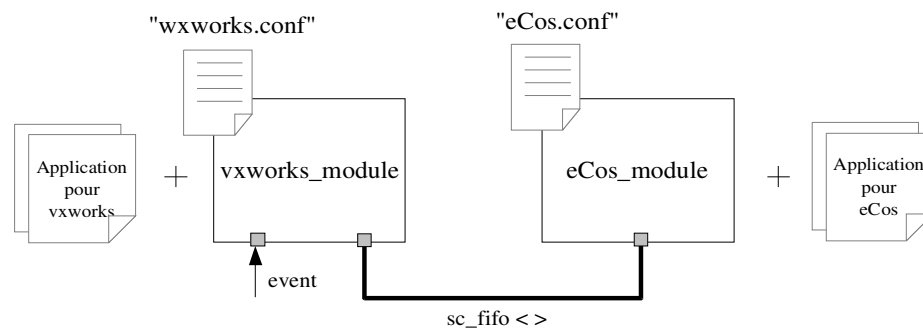 "wxworks.conf"
"eCos.conf"
Application
pour
vxworks
+
vxworks_module
eCos_module
+
Application
pour
eCos
event
sc_fifo < >